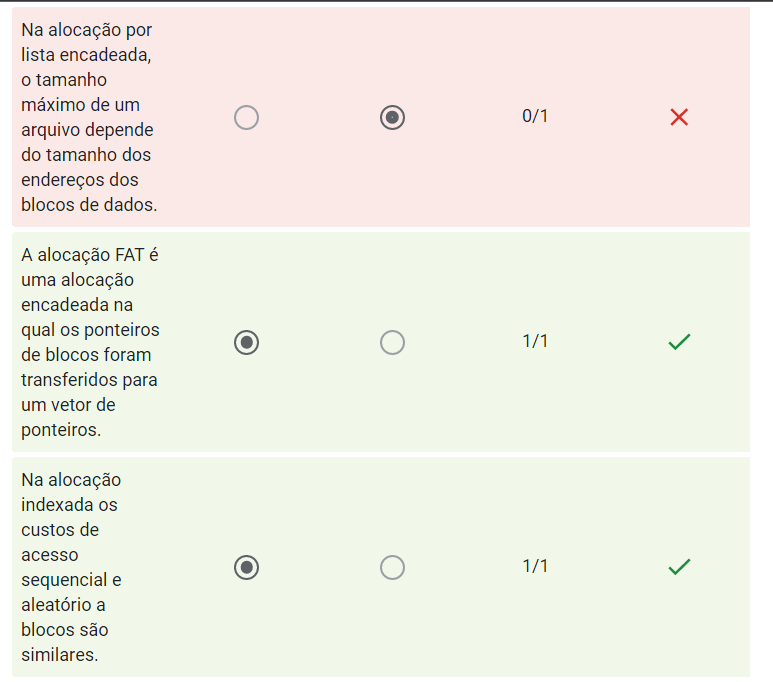 Na alocação por
lista encadeada,
o tamanho
máximo de um
arquivo depende
do tamanho dos
endereços dos
blocos de dados.
0/1
A alocação FAT é
uma alocação
encadeada na
qual os ponteiros
de blocos foram
transferidos para
um vetor de
ponteiros.
1/1
Na alocação
indexada os
custos de
acesso
sequencial e
aleatório a
blocos são
similares.
1/1